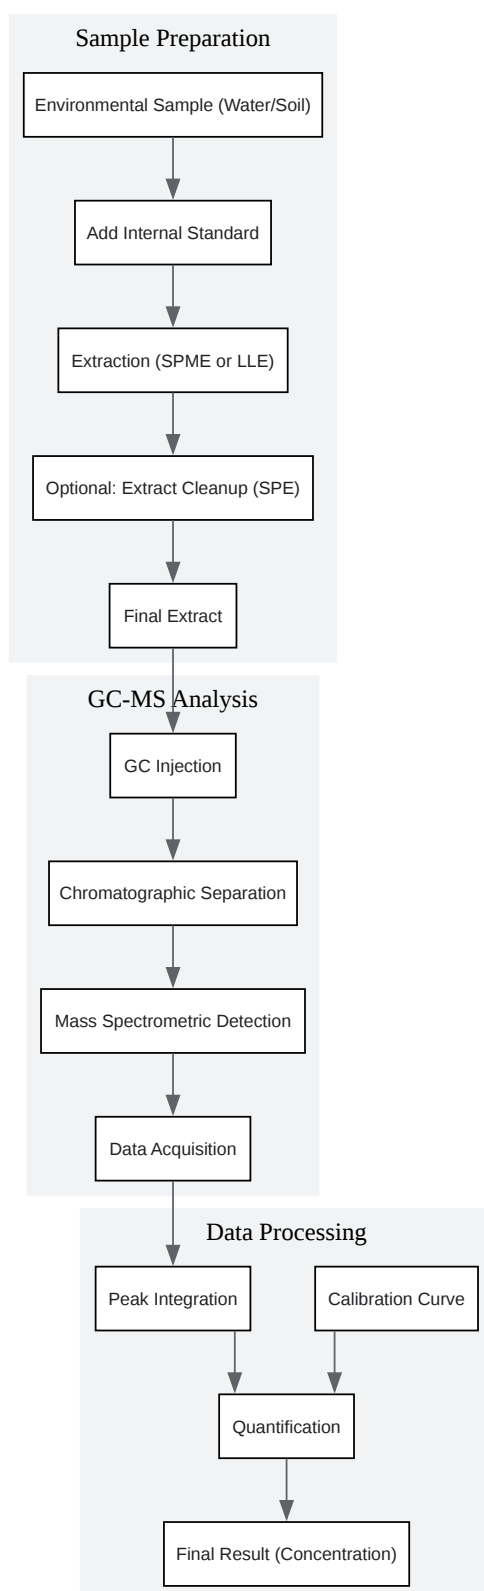 Sample Preparation
Environmental Sample (Water/Soil)
Add Internal Standard
Extraction (SPME or LLE)
Optional: Extract Cleanup (SPE)
Final Extract
GC-MS Analysis
GC Injection
Chromatographic Separation
Mass Spectrometric Detection
Data Acquisition
Data Processing
Peak Integration
Calibration Curve
Quantification
Final Result (Concentration)